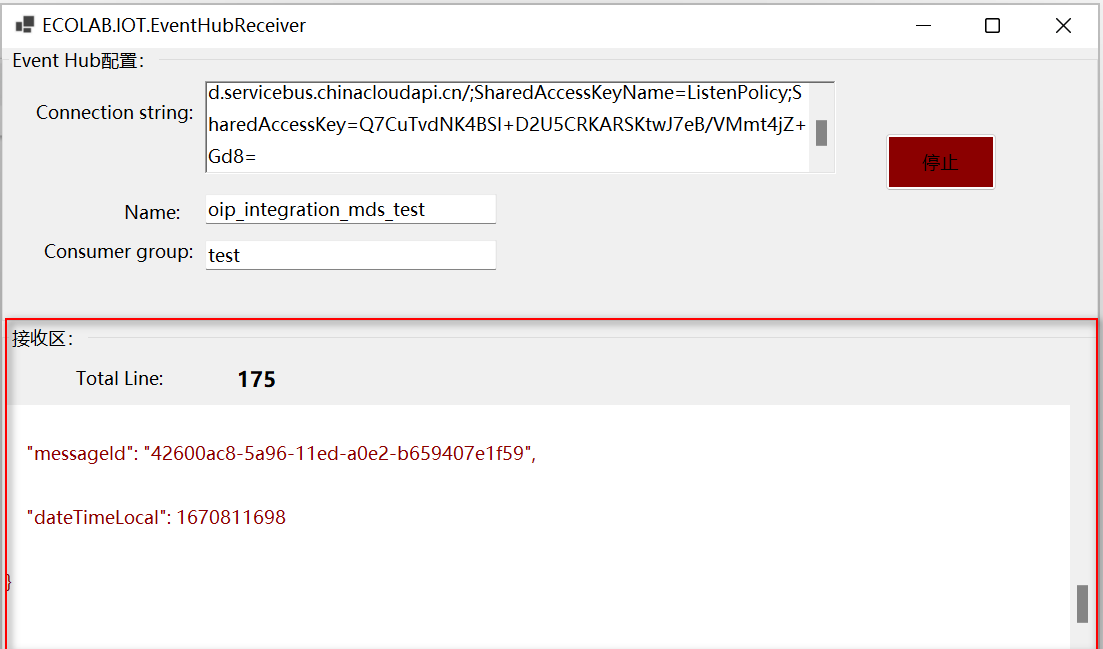 ECOLAB.IOT.EventHubReceiver
Event Hub配置：
Connection string:
d.servicebus.chinacloudapi.cn/;SharedAccessKeyName=ListenPolicy;S
haredAccessKey=Q7CuTvdNK4BSI+D2U5CRKARSKtwJ7eB/VMmt4jZ+
Gd8=
停止
Name:
oip_integration_mds_test
Consumer group:
test
接收区：
Total Line:
175
"messageId": "42600ac8-5a96-11ed-a0e2-b659407e1f59",
"dateTimeLocal": 1670811698
}